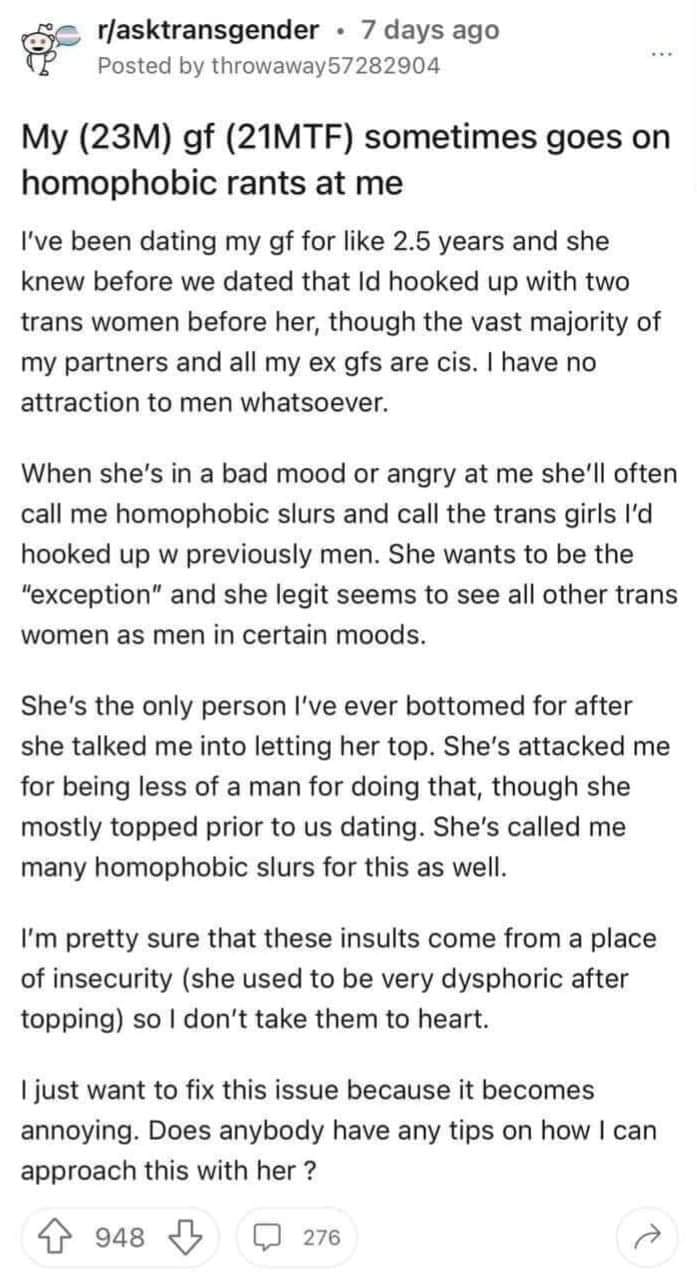 r/asktransgender • 7 days ago
Posted by throwaway57282904
...
My (23M) gf (21MTF) sometimes goes on
homophobic rants at me
I've been dating my gf for like 2.5 years and she
knew before we dated that Id hooked up with two
trans women before her, though the vast majority of
my partners and all my ex gfs are cis. I have no
attraction to men whatsoever.
When she's in a bad mood or angry at me she'll often
call me homophobic slurs and call the trans girls I'd
hooked up w previously men. She wants to be the
"exception" and she legit seems to see all other trans
women as men in certain moods.
She's the only person I've ever bottomed for after
she talked me into letting her top. She's attacked me
for being less of a man for doing that, though she
mostly topped prior to us dating. She's called me
many homophobic slurs for this as well.
I'm pretty sure that these insults come from a place
of insecurity (she used to be very dysphoric after
topping) so I don't take them to heart.
I just want to fix this issue because it becomes
annoying. Does anybody have any tips on how I can
approach this with her ?
948
276